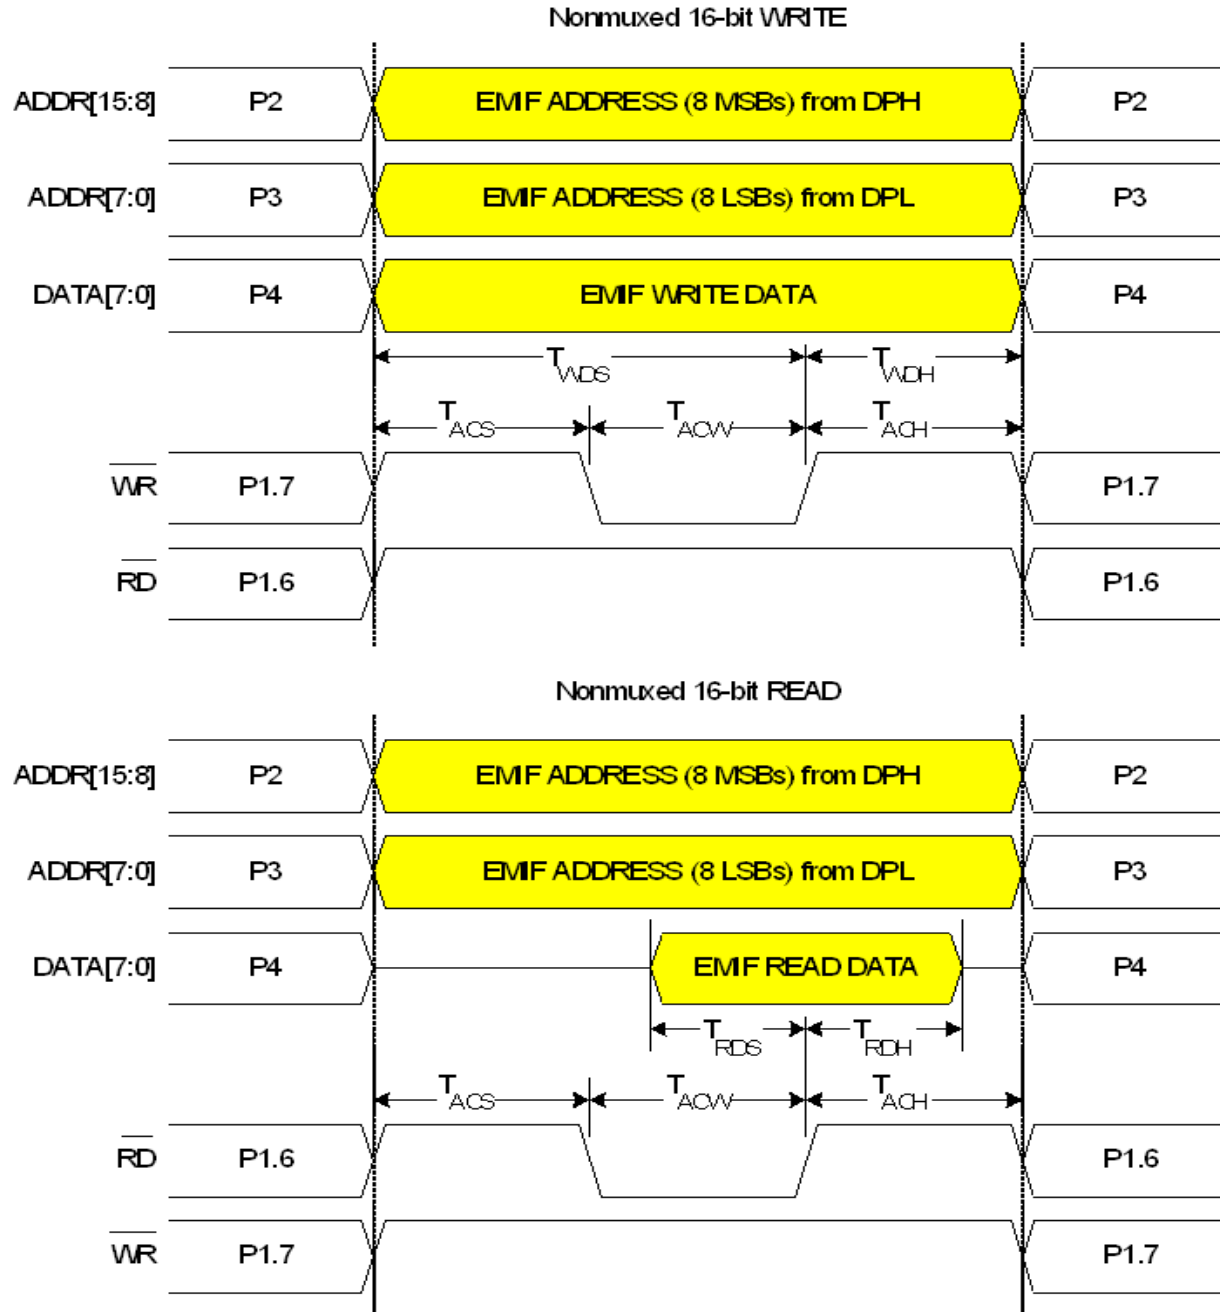 Nonmuxed 16-bit WRITE
ADDR[15:8] P2 EMIF ADDRESS (8 MSBs) from DPH P2
ADDR[7:0] P3 EMIF ADDRESS (8 LSBs) from DPL P3
DATA[7:0] P4 EMIF WRITE DATA P4
TWDS TWDH
TACS TACW TACH
WR P1.7 P1.7
RD P1.6 P1.6
Nonmuxed 16-bit READ
ADDR[15:8] P2 EMIF ADDRESS (8 MSBs) from DPH P2
ADDR[7:0] P3 EMIF ADDRESS (8 LSBs) from DPL P3
DATA[7:0] P4 EMIF READ DATA P4
TRDS TRDH
TACS TACW TACH
RD P1.6 P1.6
WR P1.7 P1.7